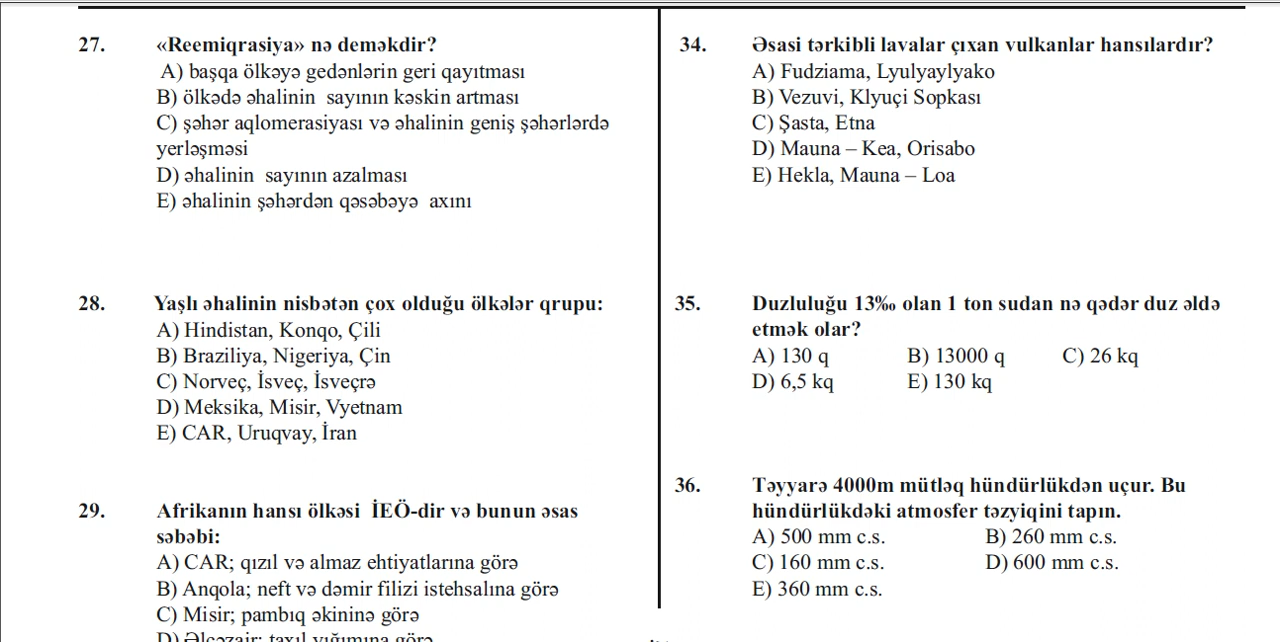 27. «Reemiqrasiya» nə deməkdir?
A) başqa ölkəyə gedənlərin geri qayıtması
B) ölkədə əhalinin sayının kəskin artması
C) şəhər aqlomerasiyası və əhalinin geniş şəhərlərdə
yerləşməsi
D) əhalinin sayının azalması
E) əhalinin şəhərdən qəsəbəyə axını
28. Yaşlı əhalinin nisbətən çox olduğu ölkələr qrupu:
A) Hindistan, Konqo, Çili
B) Braziliya, Nigeriya, Çin
C) Norveç, İsveç, İsveçrə
D) Meksika, Misir, Vyetnam
E) CAR, Uruqvay, İran
29. Afrikanın hansı ölkəsi İEÖ-dir və bunun əsas
səbəbi:
A) CAR; qızıl və almaz ehtiyatlarına görə
B) Anqola; neft və dəmir filizi istehsalına görə
C) Misir; pambıq əkininə görə
D) Əlcəzair; taxıl yığımına görə
34. Əsasi tərkibli lavalar çıxan vulkanlar hansılardır?
A) Fudziama, Lyulyaylyako
B) Vezuvi, Klyuçi Sopkası
C) Şasta, Etna
D) Mauna – Kea, Orisabo
E) Hekla, Mauna – Loa
35. Duzluluğu 13‰ olan 1 ton sudan nə qədər duz əldə
etmək olar?
A) 130 q B) 13000 q C) 26 kq
D) 6,5 kq E) 130 kq
36. Təyyarə 4000m mütləq hündürlükdən uçur. Bu
hündürlükdəki atmosfer təzyiqini tapın.
A) 500 mm c.s. B) 260 mm c.s.
C) 160 mm c.s. D) 600 mm c.s.
E) 360 mm c.s.